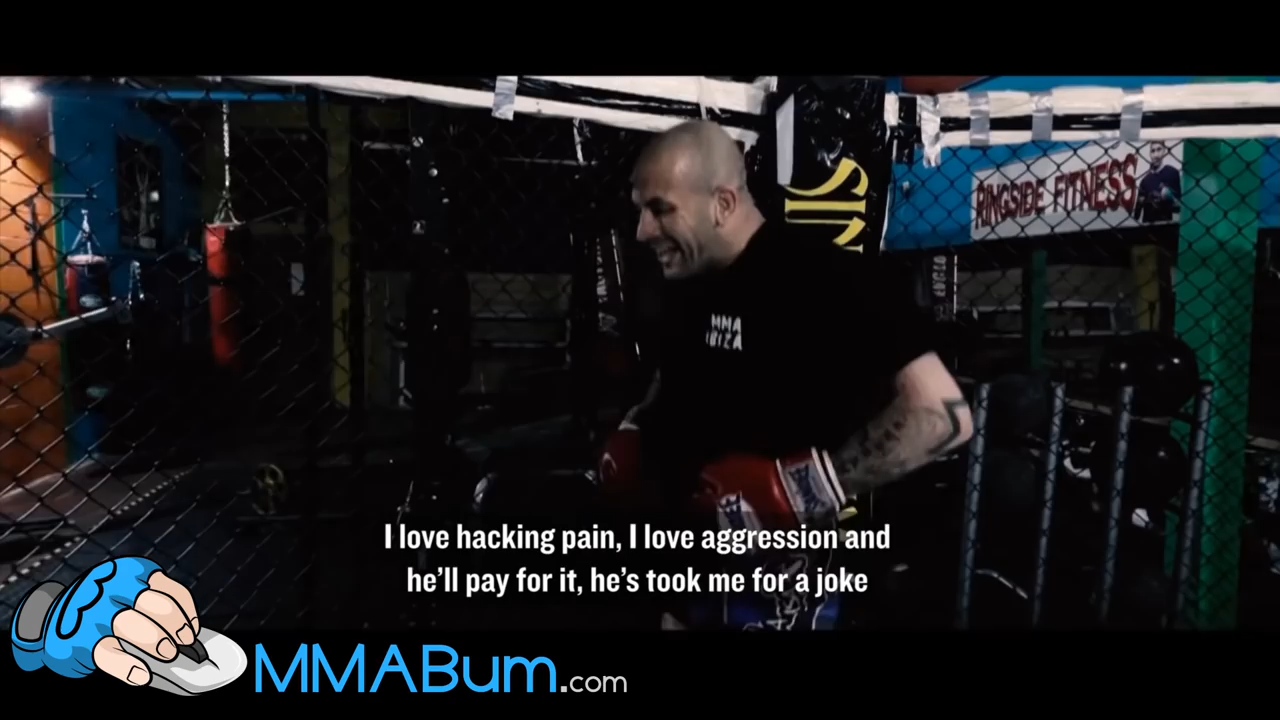 RINGSIDE FITNESS
MMA
IBIZA
I love hacking pain, I love aggression and
he’ll pay for it, he’s took me for a joke
MMABum.com